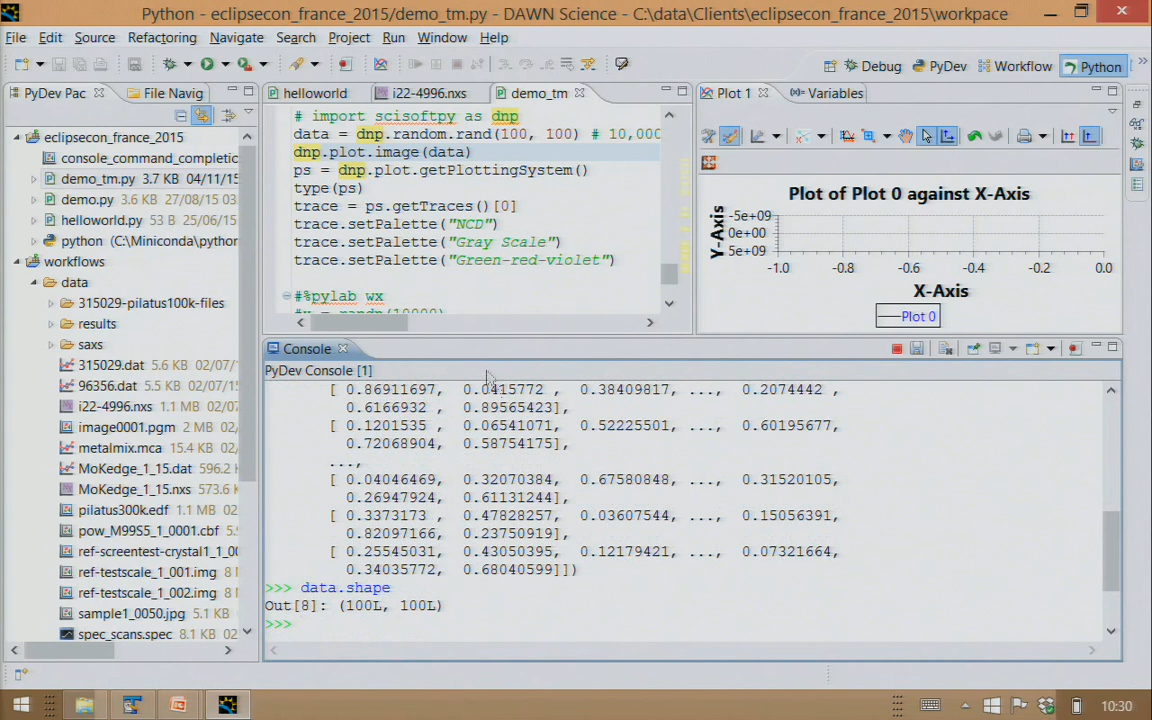 Python - eclipsecon_france_2015/demo_tm.py - DAWN Science - C:\data\Clients\eclipsecon_france_2015\workpace
File Edit Source Refactoring Navigate Search Project Run Window Help
Debug PyDev Workflow Python
PyDev Pac File Navig
eclipsecon_france_2015
console_command_completic
demo_tm.py 3.7 KB 04/11/15
demo.py 3.6 KB 27/08/15 03
helloworld.py 53 B 25/06/15
python (C:\Miniconda\python
workflows
data
315029-pilatus100k-files
results
saxs
315029.dat 5.6 KB 02/07/
96356.dat 5.5 KB 02/07/1
i22-4996.nxs 1.1 MB 02/07
image0001.pgm 2 MB 02/
metalmix.mca 15.4 KB 02/
MoKedge_1_15.dat 596.2
MoKedge_1_15.nxs 573.6
pilatus300k.edf 1.1 MB 0
pow_M99S5_1_0001.cbf 5.
ref-screentest-crystal1_1_00
ref-testscale_1_001.img 8 M
ref-testscale_1_002.img 8 M
sample1_0050.jpg 5.1 KB
spec_scans.spec 8.1 KB 02
helloworld i22-4996.nxs demo_tm
# import scisoftpy as dnp
data = dnp.random.rand(100, 100) # 10,000
dnp.plot.image(data)
ps = dnp.plot.getPlottingSystem()
type(ps)
trace = ps.getTraces()[0]
trace.setPalette("NCD")
trace.setPalette("Gray Scale")
trace.setPalette("Green-red-violet")
#%pylab wx
#x = randn(10000)
Plot 1 (x)= Variables
Plot of Plot 0 against X-Axis
Y-Axis
-5e+09
0e+00
5e+09
-1.0 -0.8 -0.6 -0.4 -0.2 0.0
X-Axis
Plot 0
Console
PyDev Console [1]
[ 0.86911697, 0.0415772 , 0.38409817, ..., 0.2074442 ,
0.6166932 , 0.89565423],
[ 0.1201535 , 0.06541071, 0.52225501, ..., 0.60195677,
0.72068904, 0.58754175],
...,
[ 0.04046469, 0.32070384, 0.67580848, ..., 0.31520105,
0.26947924, 0.61131244],
[ 0.3373173 , 0.47828257, 0.03607544, ..., 0.15056391,
0.82097166, 0.23750919],
[ 0.25545031, 0.43050395, 0.12179421, ..., 0.07321664,
0.34035772, 0.68040599]])
>>> data.shape
Out[8]: (100L, 100L)
>>>
10:30